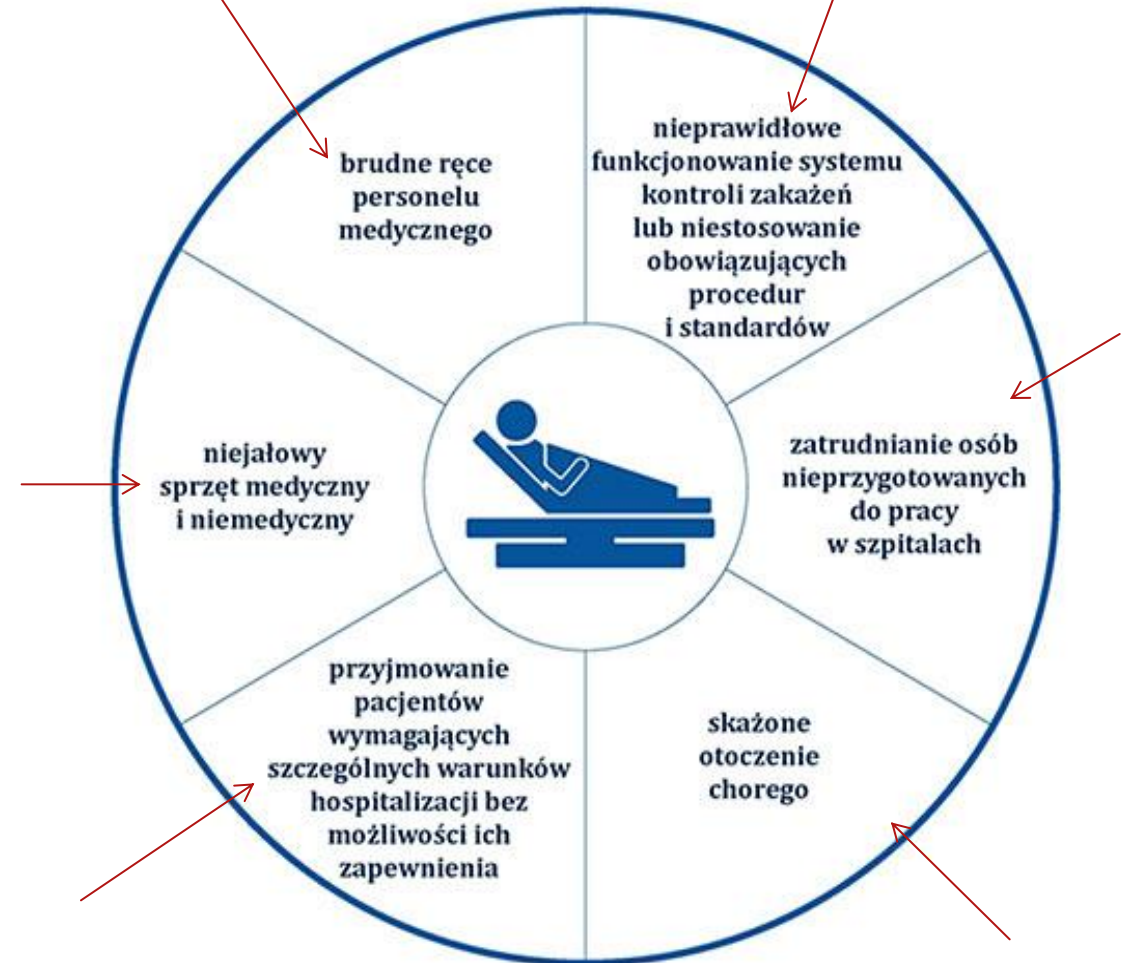 brudne ręce
personelu
medycznego
nieprawidłowe
funkcjonowanie systemu
kontroli zakażeń
lub niestosowanie
obowiązujących
procedur
i standardów
niejałowy
sprzęt medyczny
i niemedyczny
zatrudnianie osób
nieprzygotowanych
do pracy
w szpitalach
przyjmowanie
pacjentów
wymagających
szczególnych warunków
hospitalizacji bez
możliwości ich
zapewnienia
skażone
otoczenie
chorego